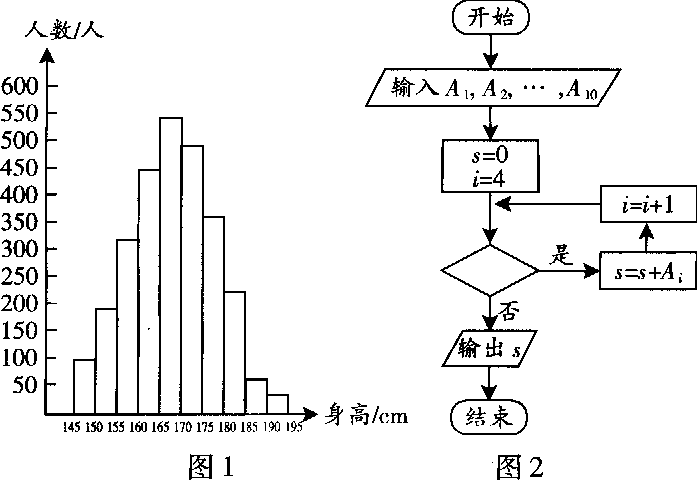 人数/人
600
550
500
450
400
350
300
250
200
150
100
50
145 150 155 160 165 170 175 180 185 190 195
身高/cm
图1
开始
输入 A1, A2, … ,A10
s=0
i=4
i=i+1
是
s=s+Ai
否
输出 s
结束
图2